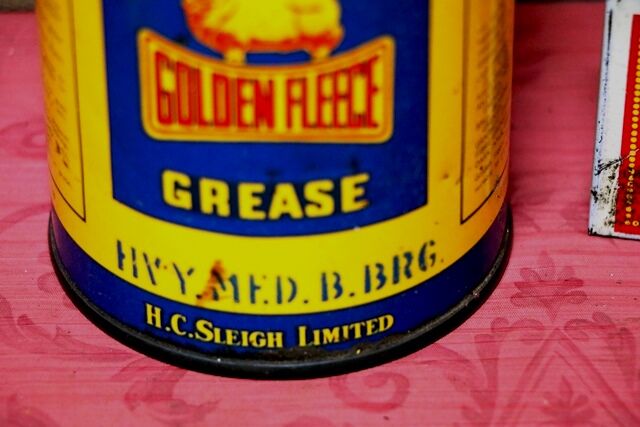 GOLDEN FLEECE
GREASE
HVY. MED. B. BRG.
H.C. SLEIGH LIMITED